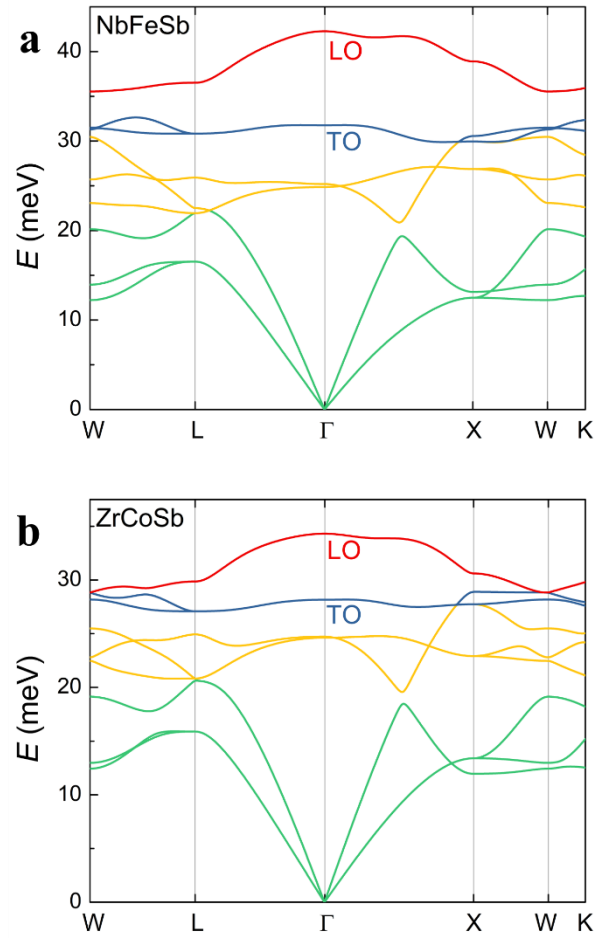 a
NbFeSb
E (meV)
40
30
20
10
0
LO
TO
W L Γ X W K
b
ZrCoSb
E (meV)
30
20
10
0
LO
TO
W L Γ X W K